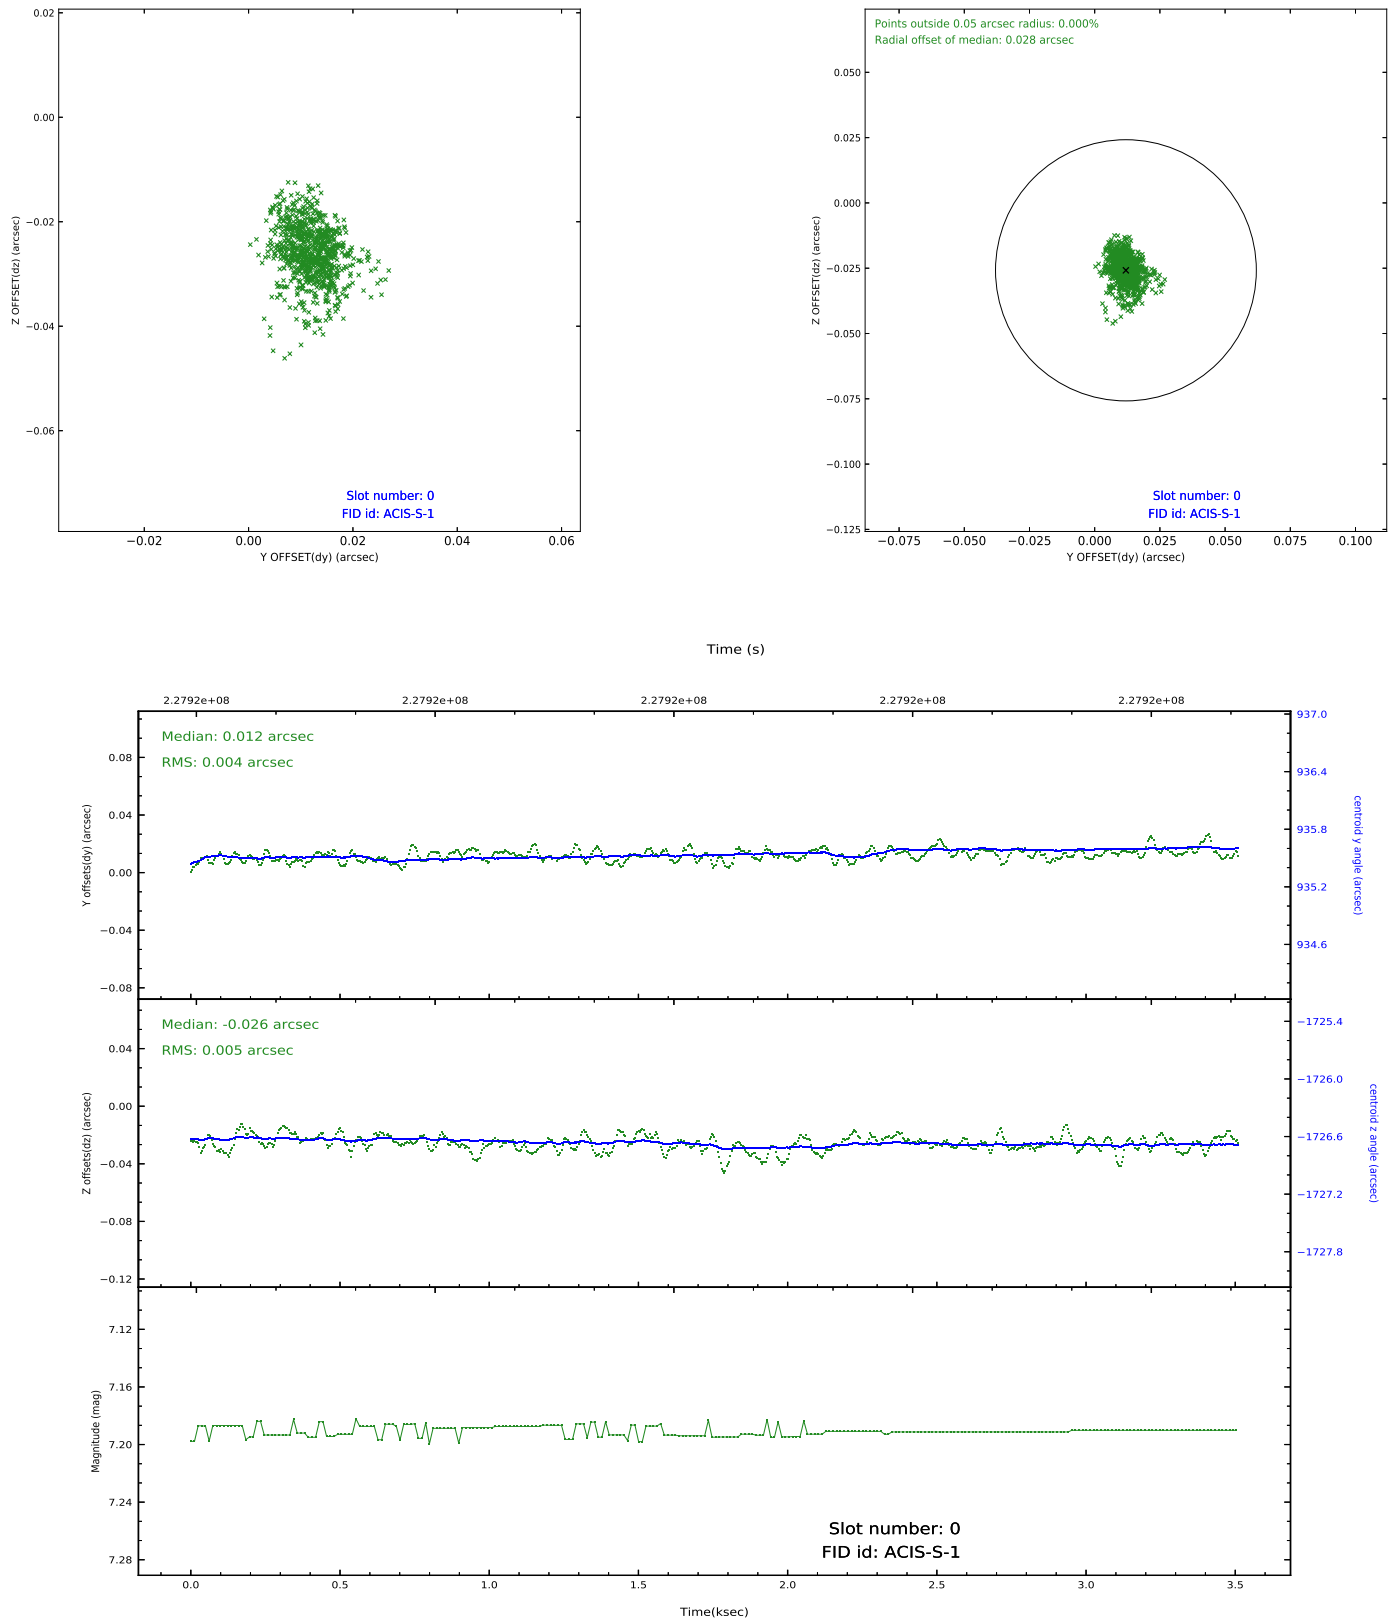 0.02
0.00
−0.02
−0.04
−0.06
Z OFFSET(dz) (arcsec)
Slot number: 0
FID id: ACIS-S-1
−0.02 0.00 0.02 0.04 0.06
Y OFFSET(dy) (arcsec)
Points outside 0.05 arcsec radius: 0.000%
Radial offset of median: 0.028 arcsec
0.050
0.025
0.000
−0.025
−0.050
−0.075
−0.100
−0.125
Z OFFSET(dz) (arcsec)
Slot number: 0
FID id: ACIS-S-1
−0.075 −0.050 −0.025 0.000 0.025 0.050 0.075 0.100
Y OFFSET(dy) (arcsec)
Time (s)
2.2792e+08 2.2792e+08 2.2792e+08 2.2792e+08 2.2792e+08
Median: 0.012 arcsec
RMS: 0.004 arcsec
0.08
0.04
0.00
−0.04
−0.08
Y offsets(dy) (arcsec)
937.0
936.4
935.8
935.2
934.6
centroid y angle (arcsec)
Median: -0.026 arcsec
RMS: 0.005 arcsec
0.04
0.00
−0.04
−0.08
−0.12
Z offsets(dz) (arcsec)
−1725.4
−1726.0
−1726.6
−1727.2
−1727.8
centroid z angle (arcsec)
7.12
7.16
7.20
7.24
7.28
Magnitude (mag)
Slot number: 0
FID id: ACIS-S-1
0.0 0.5 1.0 1.5 2.0 2.5 3.0 3.5
Time(ksec)